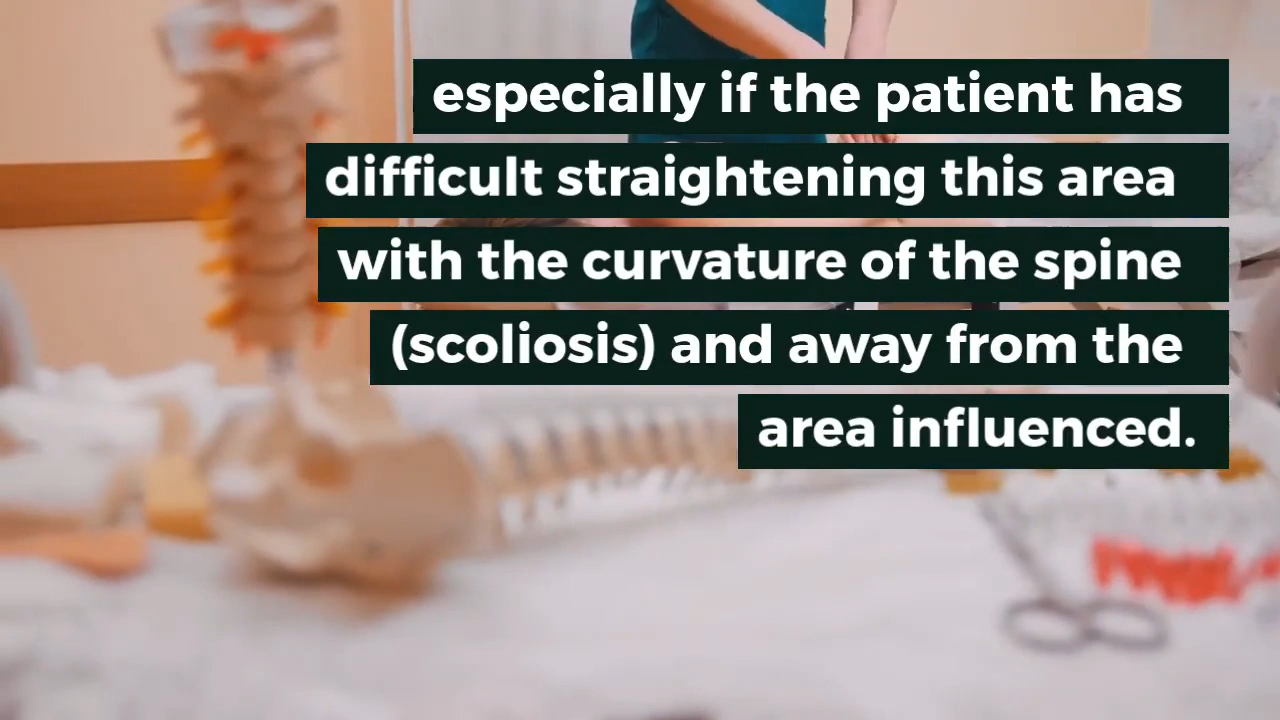 especially if the patient has
difficult straightening this area
with the curvature of the spine
(scoliosis) and away from the
area influenced.